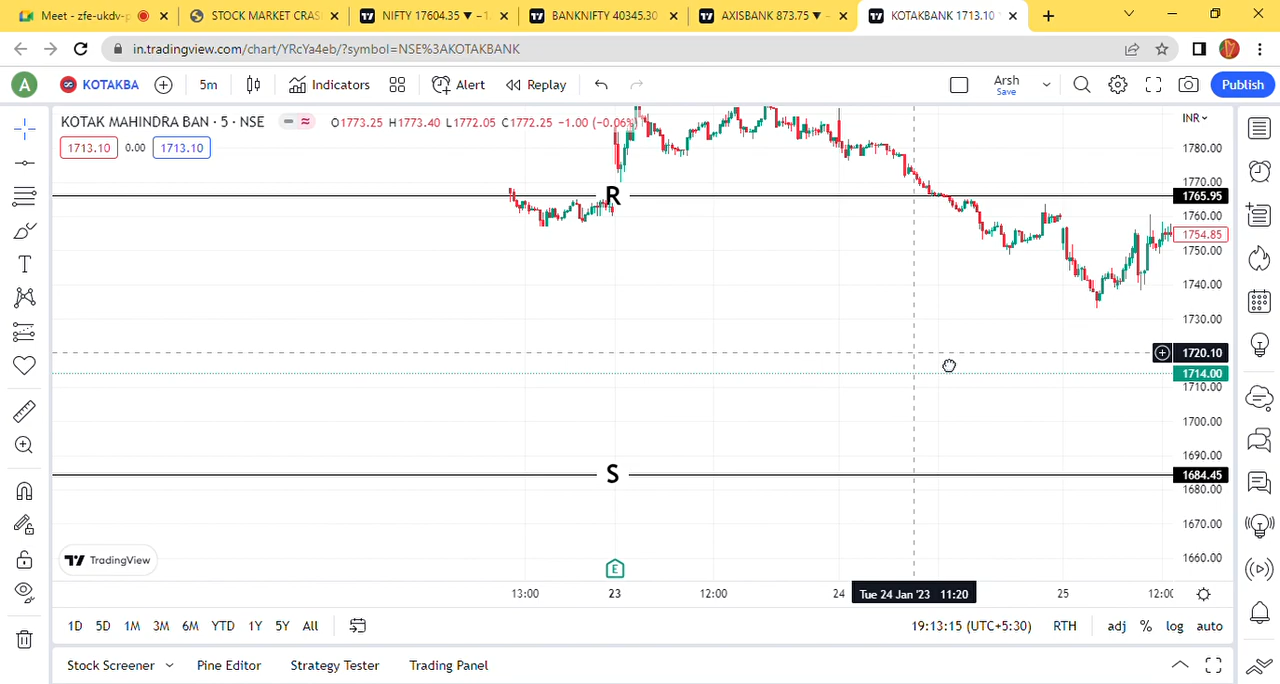 Meet - zfe-ukdv-p
STOCK MARKET CRAS
NIFTY 17604.35 ▼ −1.
BANKNIFTY 40345.30
AXISBANK 873.75 ▼ −
KOTAKBANK 1713.10
in.tradingview.com/chart/YRcYa4eb/?symbol=NSE%3AKOTAKBANK
A
KOTAKBA
5m
Indicators
Alert
Replay
Arsh
Save
Publish
KOTAK MAHINDRA BAN · 5 · NSE
O1773.25 H1773.40 L1772.05 C1772.25 −1.00 (−0.06%)
INR
1713.10
0.00
1713.10
1780.00
1770.00
R
1765.95
1760.00
1754.85
1750.00
1740.00
1730.00
1720.10
1714.00
1710.00
1700.00
1690.00
S
1684.45
1680.00
1670.00
1660.00
TradingView
E
13:00
23
12:00
24
Tue 24 Jan '23 11:20
25
12:00
1D 5D 1M 3M 6M YTD 1Y 5Y All
19:13:15 (UTC+5:30)
RTH
adj % log auto
Stock Screener
Pine Editor
Strategy Tester
Trading Panel